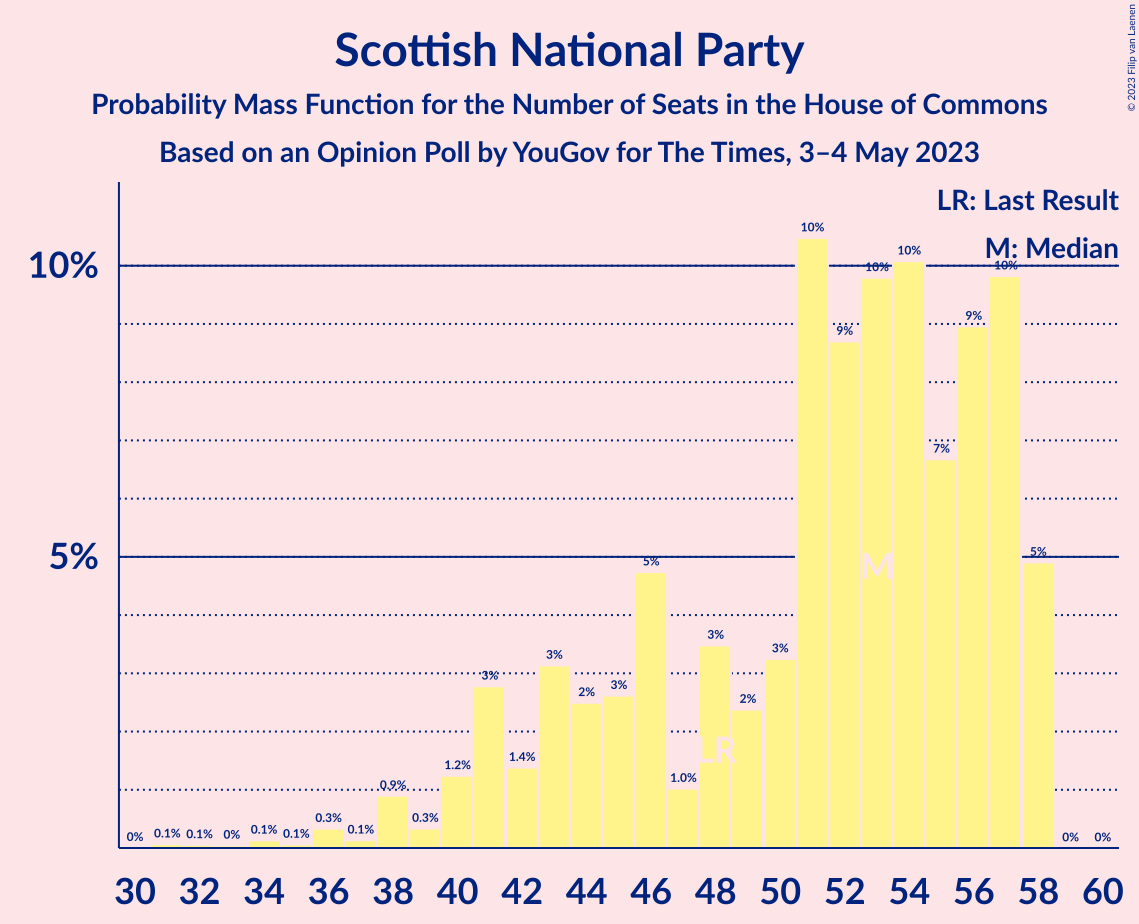 Scottish National Party
Probability Mass Function for the Number of Seats in the House of Commons
Based on an Opinion Poll by YouGov for The Times, 3–4 May 2023
© 2023 Filip van Laenen
LR: Last Result
M: Median
10%
5%
0% 0.1% 0.1% 0% 0.1% 0.1% 0.3% 0.1% 0.9% 0.3% 1.2% 3% 1.4% 3% 2% 3% 5% 1.0% 3% 2% 3% 10% 9% 10% 10% 7% 9% 10% 5% 0% 0%
M
LR
30 32 34 36 38 40 42 44 46 48 50 52 54 56 58 60